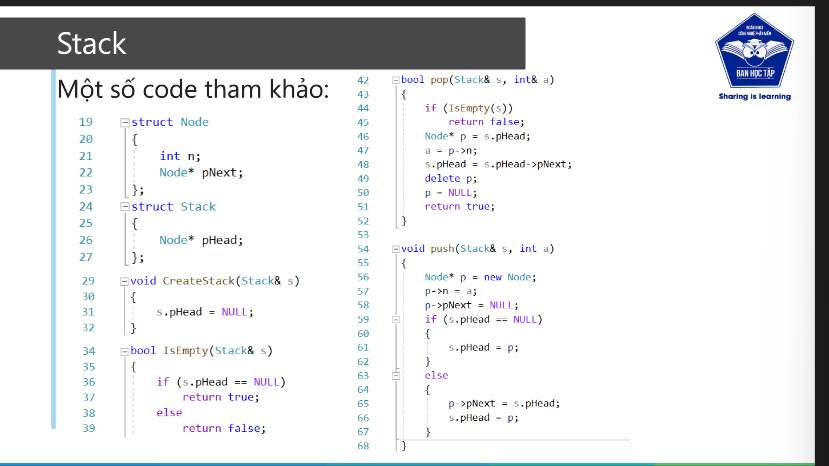 Stack
ĐOÀN KHOA
CÔNG NGHỆ PHẦN MỀM
BAN HỌC TẬP
Sharing is learning
Một số code tham khảo:
19 struct Node
20 {
21 int n;
22 Node* pNext;
23 };
24 struct Stack
25 {
26 Node* pHead;
27 };
29 void CreateStack(Stack& s)
30 {
31 s.pHead = NULL;
32 }
34 bool IsEmpty(Stack& s)
35 {
36 if (s.pHead == NULL)
37 return true;
38 else
39 return false;
42 bool pop(Stack& s, int& a)
43 {
44 if (IsEmpty(s))
45 return false;
46 Node* p = s.pHead;
47 a = p->n;
48 s.pHead = s.pHead->pNext;
49 delete p;
50 p = NULL;
51 return true;
52 }
53
54 void push(Stack& s, int a)
55 {
56 Node* p = new Node;
57 p->n = a;
58 p->pNext = NULL;
59 if (s.pHead == NULL)
60 {
61 s.pHead = p;
62 }
63 else
64 {
65 p->pNext = s.pHead;
66 s.pHead = p;
67 }
68 }